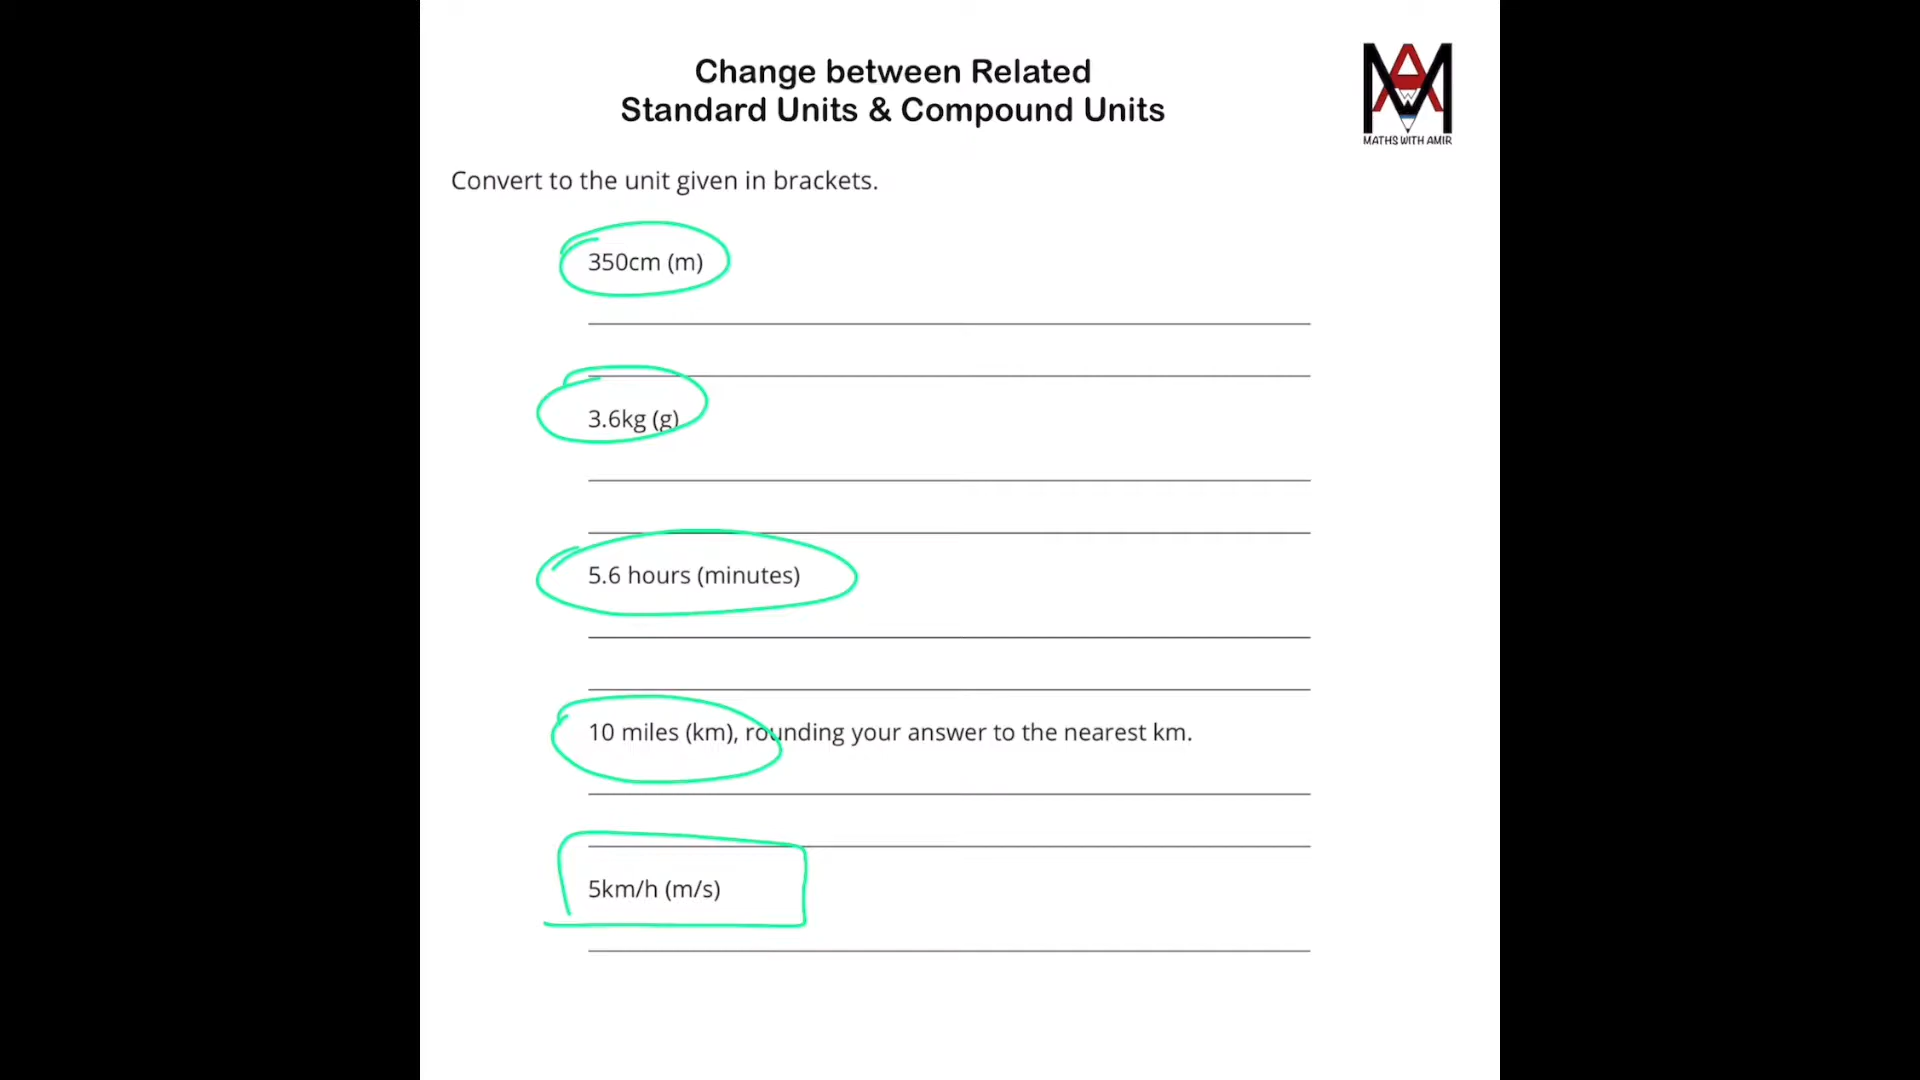 Change between Related
Standard Units & Compound Units
MATHS WITH AMIR
Convert to the unit given in brackets.
350cm (m)
3.6kg (g)
5.6 hours (minutes)
10 miles (km), rounding your answer to the nearest km.
5km/h (m/s)